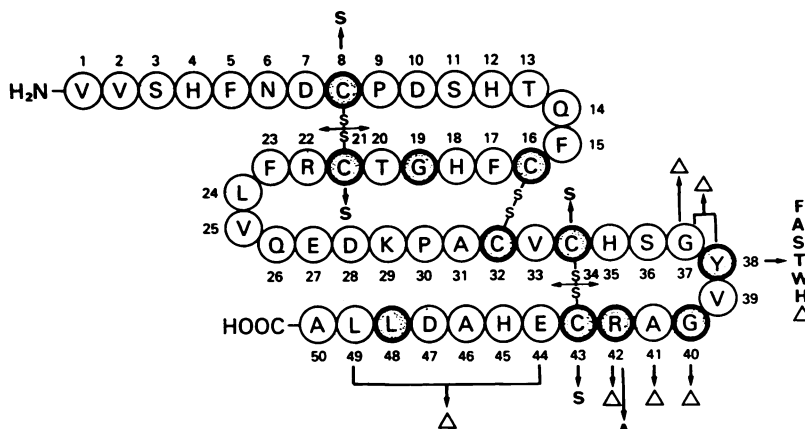 S
1 2 3 4 5 6 7 8 9 10 11 12 13
H₂N V V S H F N D C P D S H T
Q 14
S
S
23 22 21 20 19 18 17 16
F 15
F R C T G H F C
24 L
S
S
S
S
Δ Δ
25 V
Q E D K P A C V C H S G
26 27 28 29 30 31 32 33 34 35 36 37
Y 38
F
A
S
T
W
H
Δ
S
S
V 39
HOOC A L L D A H E C R A G
50 49 48 47 46 45 44 43 42 41 40
Δ S Δ Δ Δ